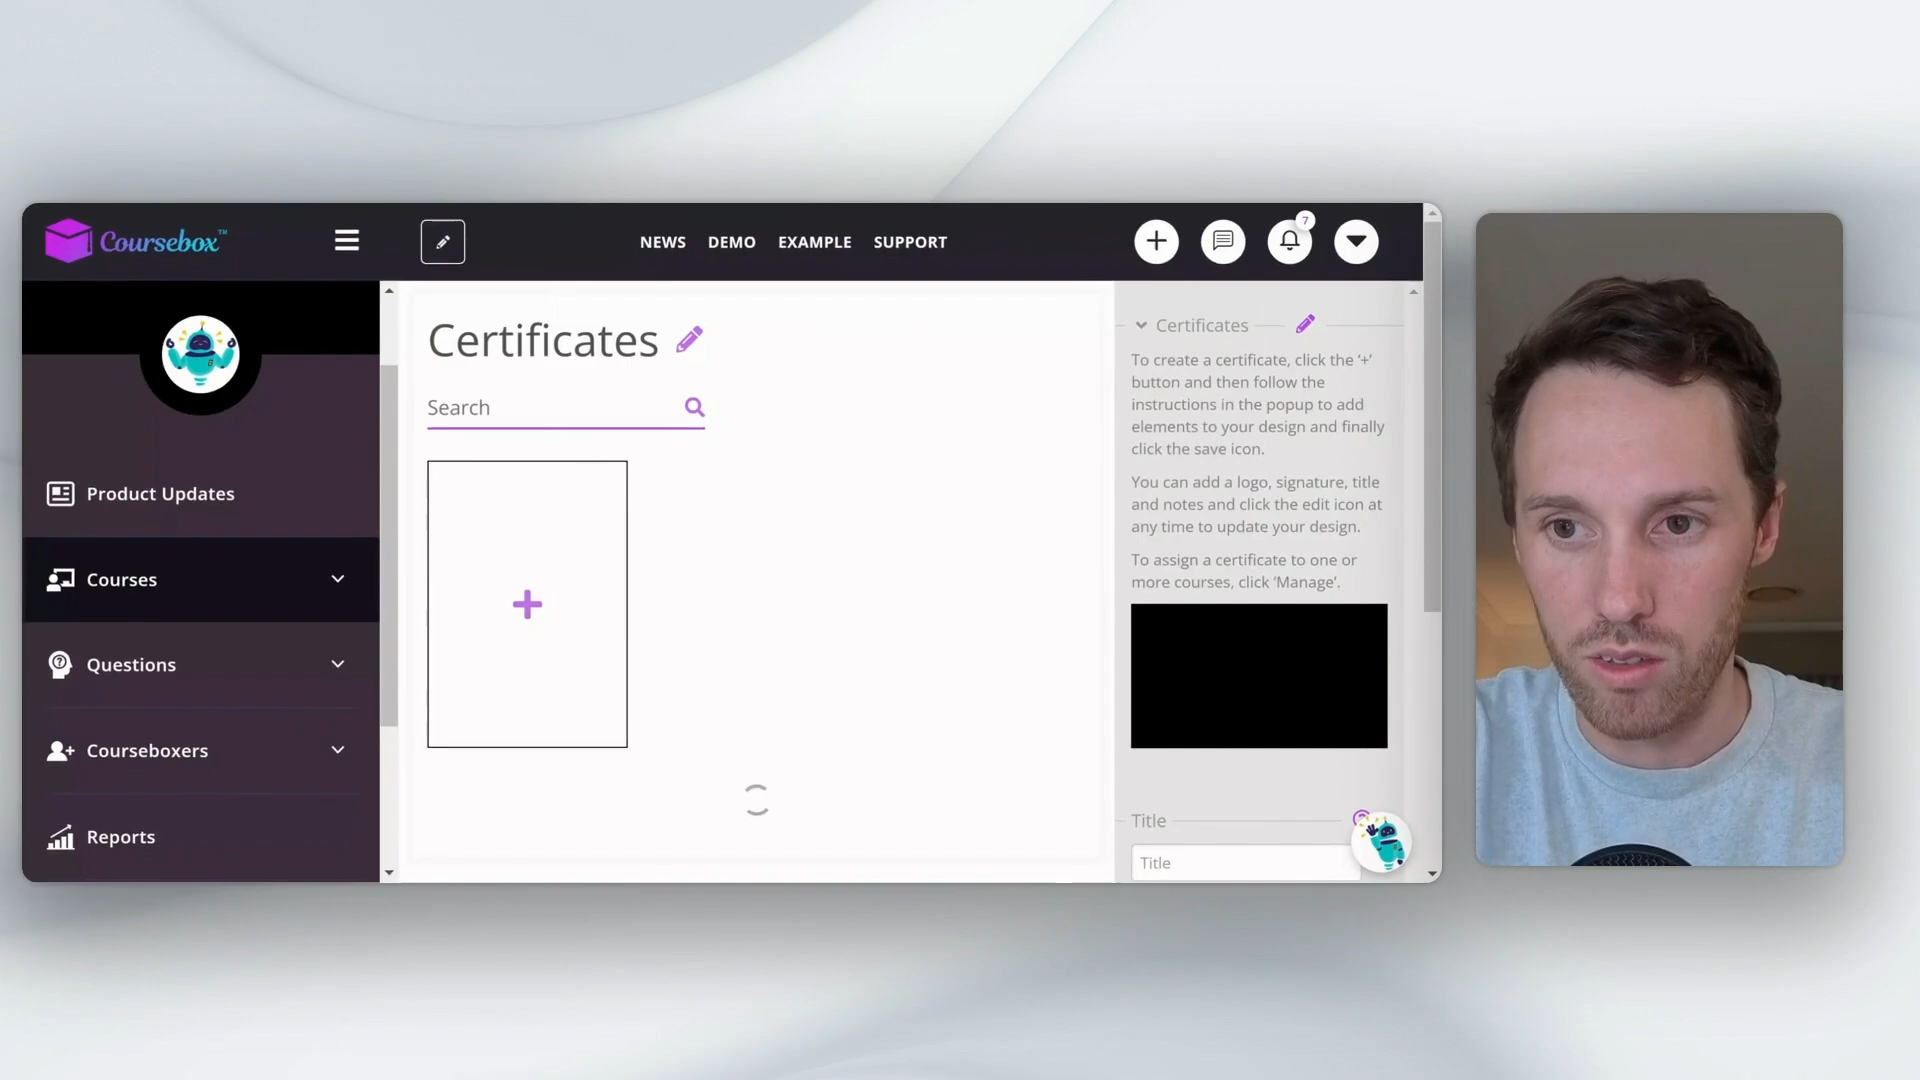 Coursebox™
NEWS DEMO EXAMPLE SUPPORT
7
Product Updates
Courses
Questions
Courseboxers
Reports
Certificates
Search
Certificates
To create a certificate, click the ‘+’
button and then follow the
instructions in the popup to add
elements to your design and finally
click the save icon.
You can add a logo, signature, title
and notes and click the edit icon at
any time to update your design.
To assign a certificate to one or
more courses, click ‘Manage’.
Title
Title